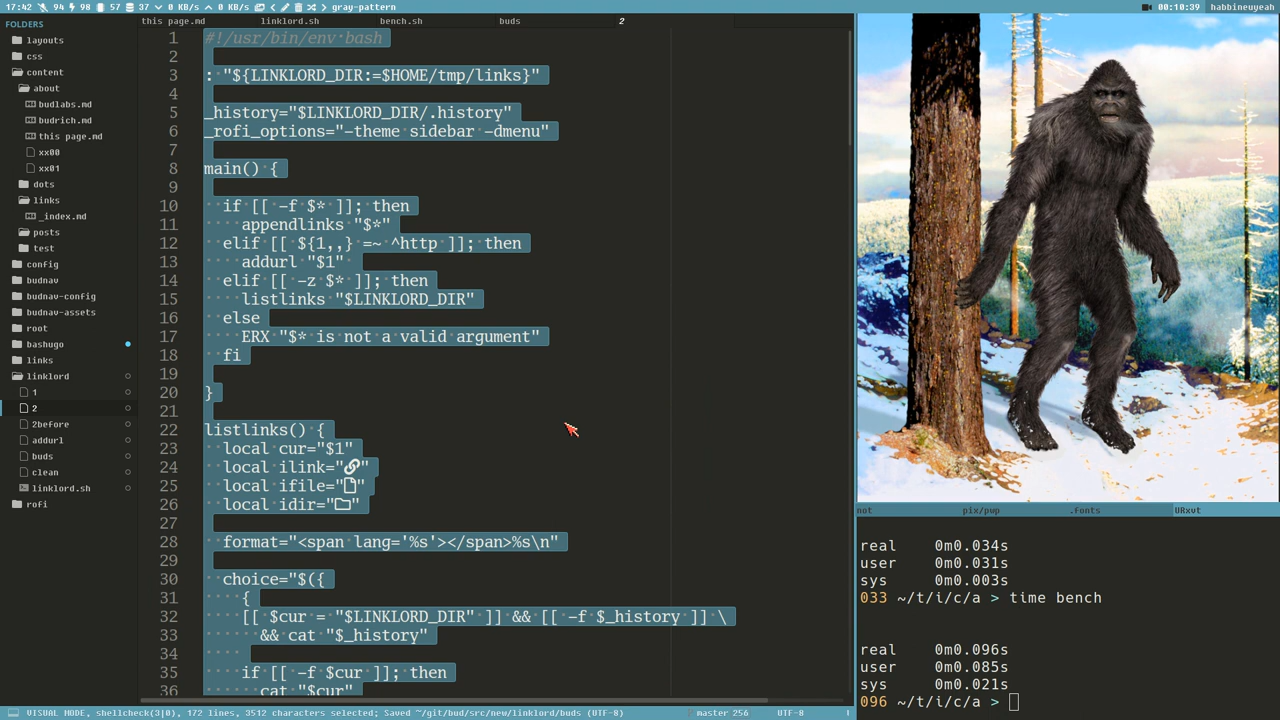 17:42 94 98 57 37 0 KB/s 0 KB/s gray-pattern 00:10:39 habbineuyeah
FOLDERS
layouts
css
content
about
budlabs.md
budrich.md
this page.md
xx00
xx01
dots
links
_index.md
posts
test
config
budnav
budnav-config
budnav-assets
root
bashugo
links
linklord
1
2
2before
addurl
buds
clean
linklord.sh
rofi
this page.md linklord.sh bench.sh buds 2
1 #!/usr/bin/env bash
2
3 : "${LINKLORD_DIR:=$HOME/tmp/links}"
4
5 _history="$LINKLORD_DIR/.history"
6 _rofi_options="-theme sidebar -dmenu"
7
8 main() {
9
10 if [[ -f $* ]]; then
11 appendlinks "$*"
12 elif [[ ${1,,} =~ ^http ]]; then
13 addurl "$1"
14 elif [[ -z $* ]]; then
15 listlinks "$LINKLORD_DIR"
16 else
17 ERX "$* is not a valid argument"
18 fi
19
20 }
21
22 listlinks() {
23 local cur="$1"
24 local ilink=""
25 local ifile=""
26 local idir=""
27
28 format="<span lang='%s'></span>%s\n"
29
30 choice="$({
31 {
32 [[ $cur = "$LINKLORD_DIR" ]] && [[ -f $_history ]] \
33 && cat "$_history"
34
35 if [[ -f $cur ]]; then
36 cat "$cur"
VISUAL MODE, shellcheck(3|0), 172 lines, 3512 characters selected; Saved ~/git/bud/src/new/linklord/buds (UTF-8) master 256 UTF-8
not pix/pwp .fonts URxvt
real 0m0.034s
user 0m0.031s
sys 0m0.003s
033 ~/t/i/c/a > time bench
real 0m0.096s
user 0m0.085s
sys 0m0.021s
096 ~/t/i/c/a >